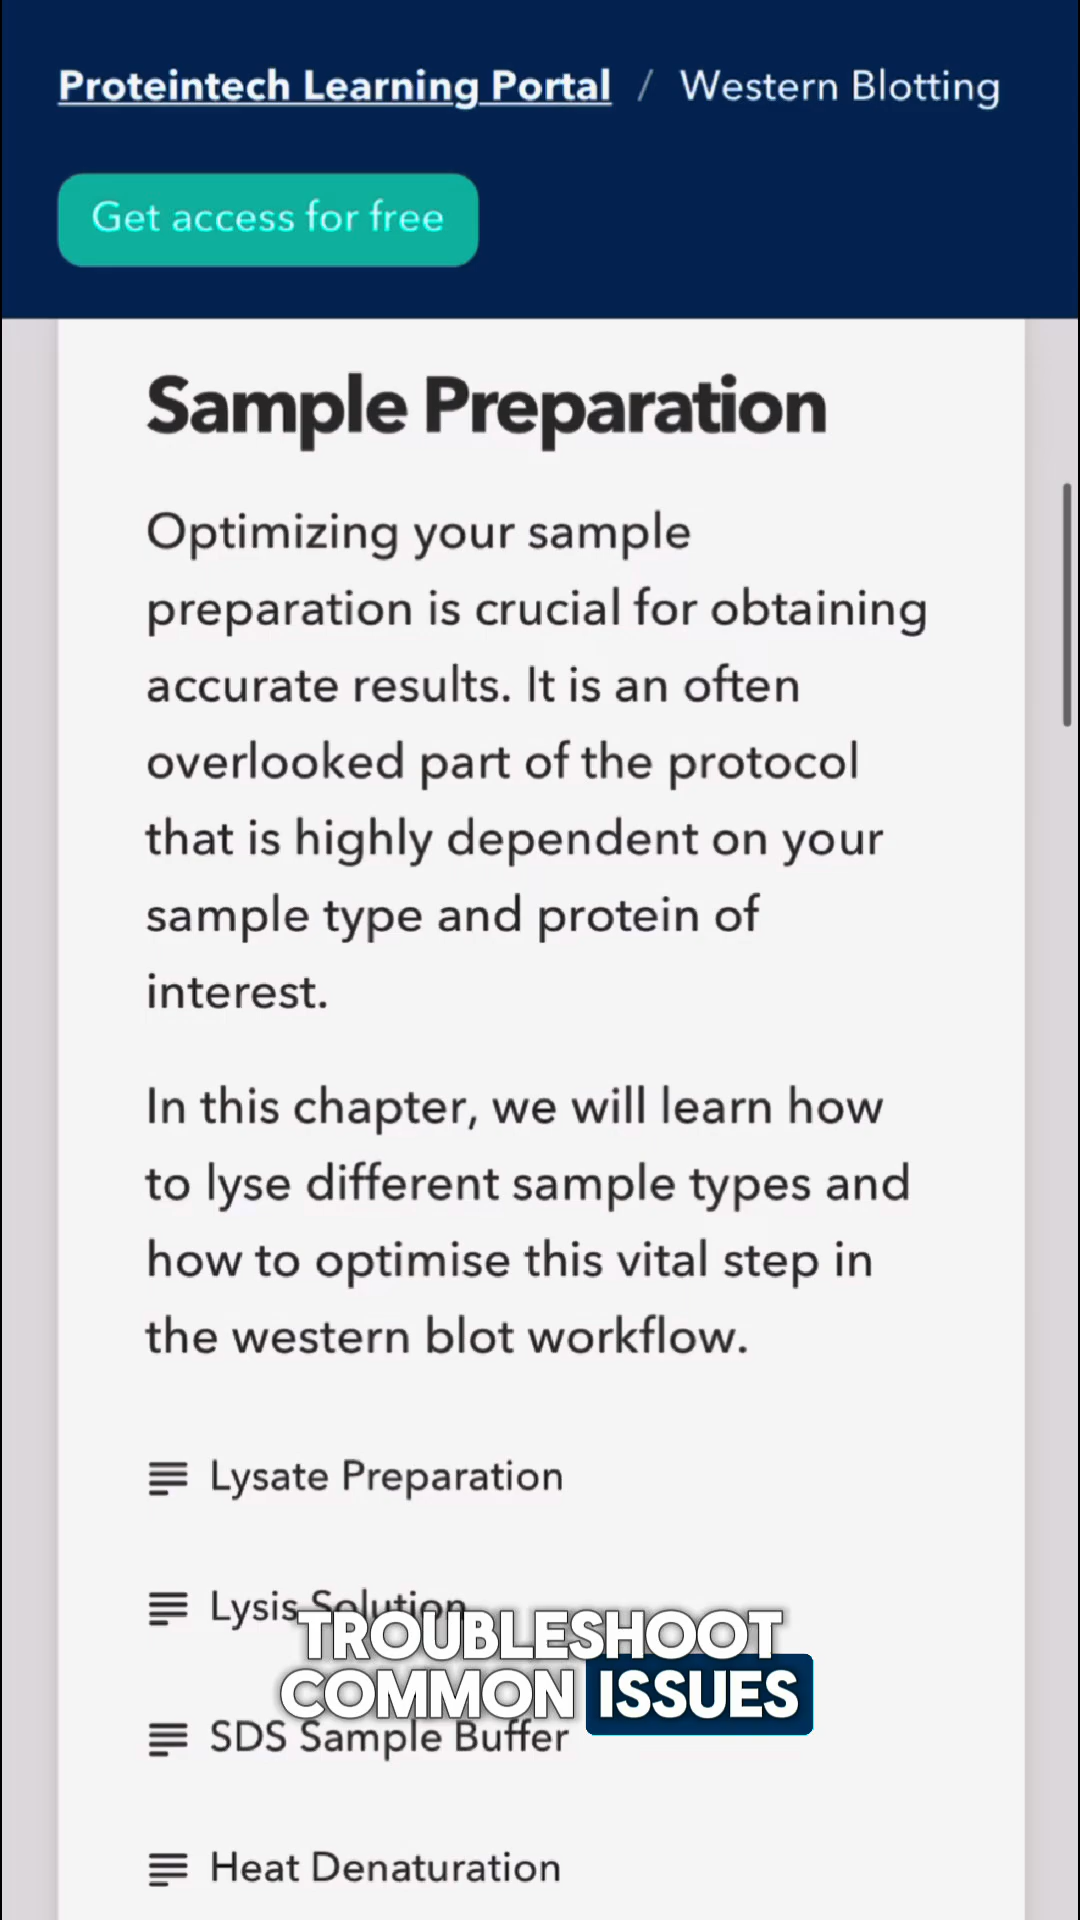 Proteintech Learning Portal / Western Blotting
Get access for free
Sample Preparation
Optimizing your sample
preparation is crucial for obtaining
accurate results. It is an often
overlooked part of the protocol
that is highly dependent on your
sample type and protein of
interest.
In this chapter, we will learn how
to lyse different sample types and
how to optimise this vital step in
the western blot workflow.
Lysate Preparation
Lysis Solution
TROUBLESHOOT
COMMON ISSUES
SDS Sample Buffer
Heat Denaturation